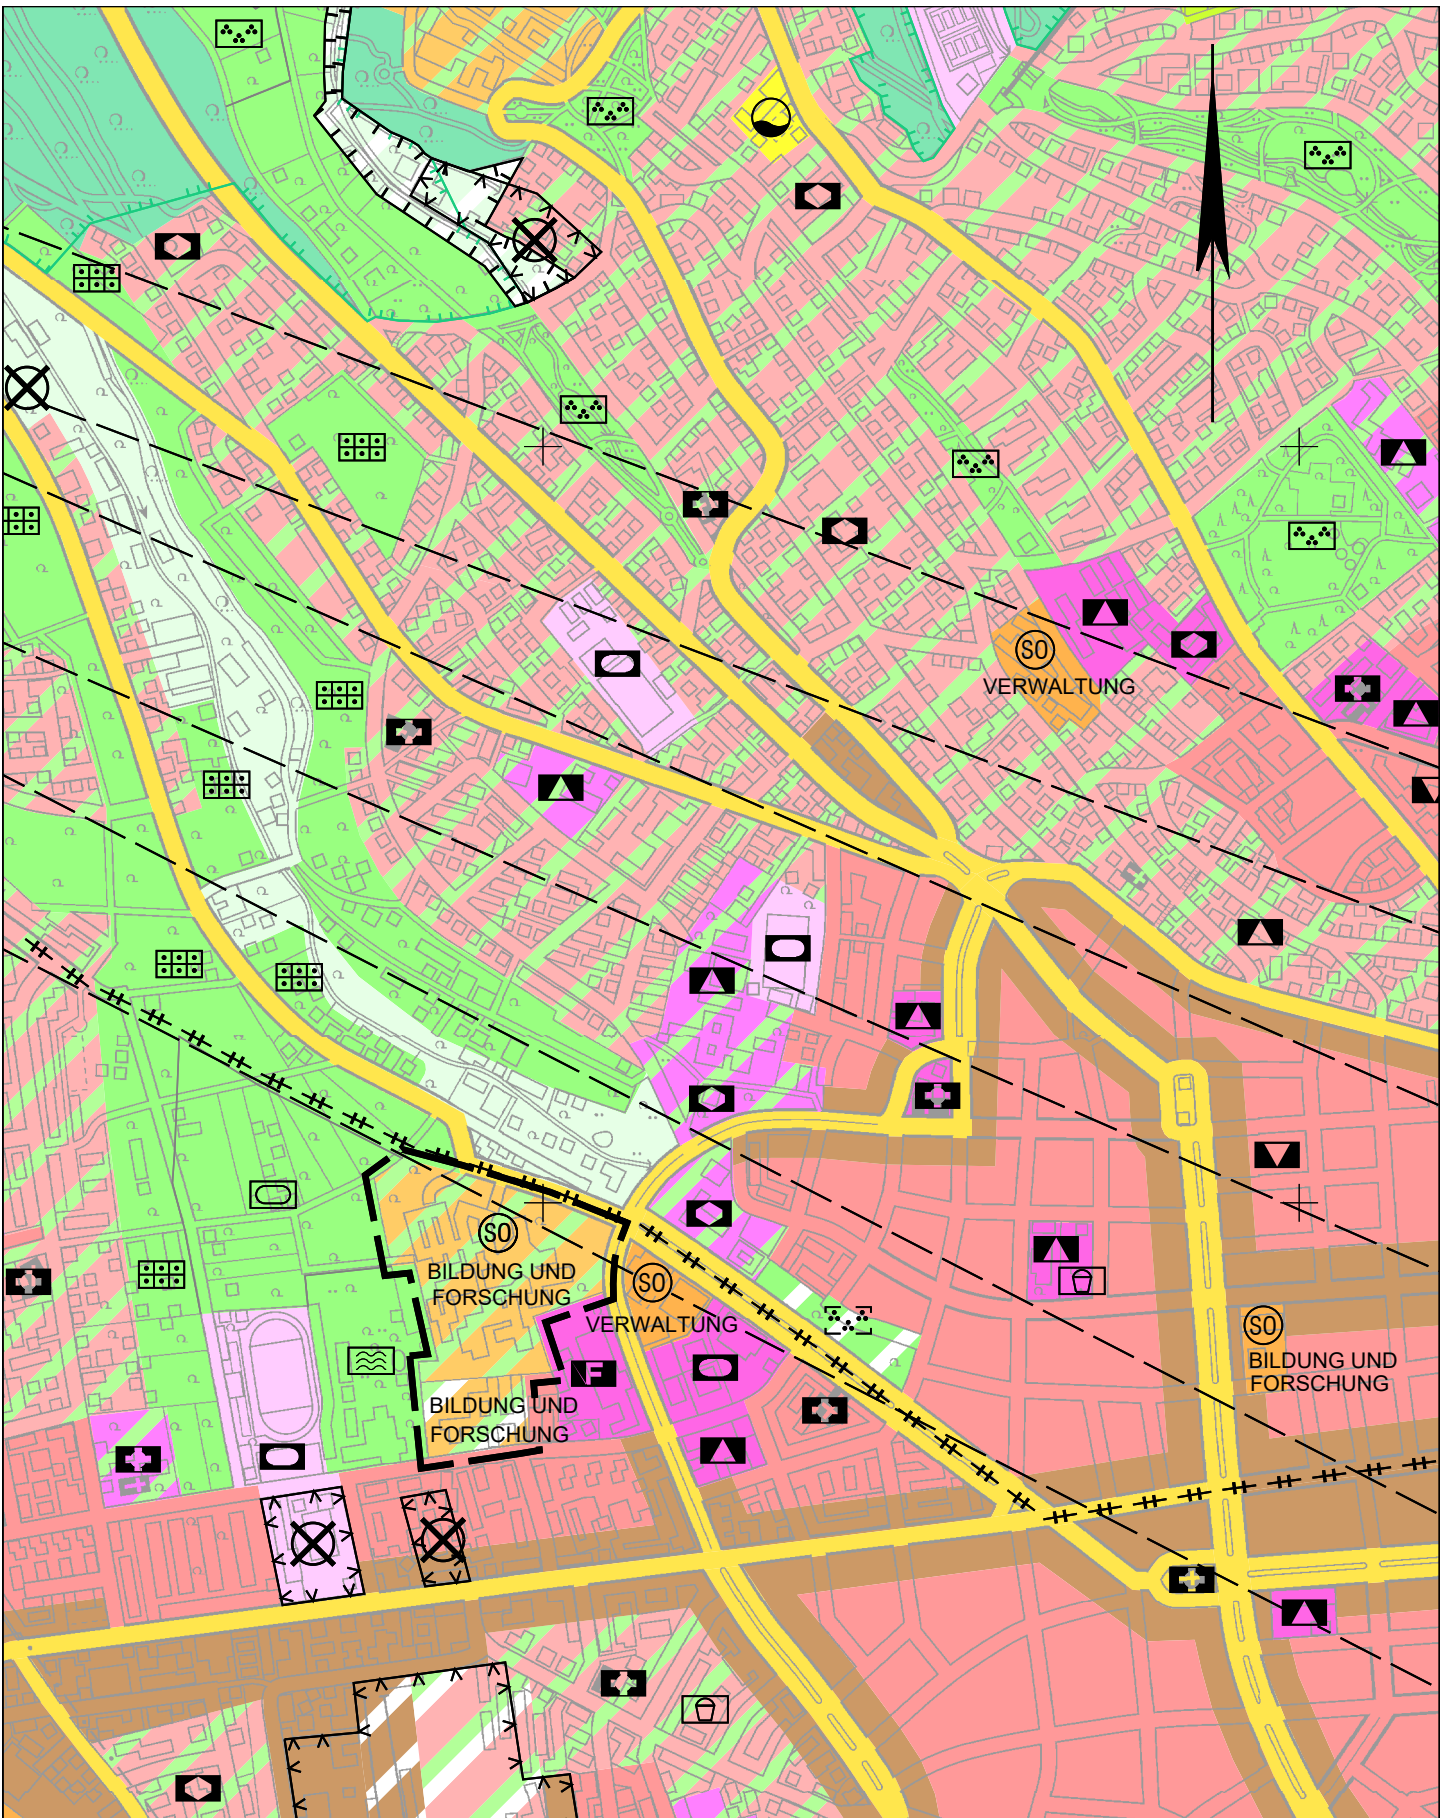 SO
VERWALTUNG
SO
BILDUNG UND
FORSCHUNG
SO
VERWALTUNG
SO
BILDUNG UND
FORSCHUNG
F
BILDUNG UND
FORSCHUNG